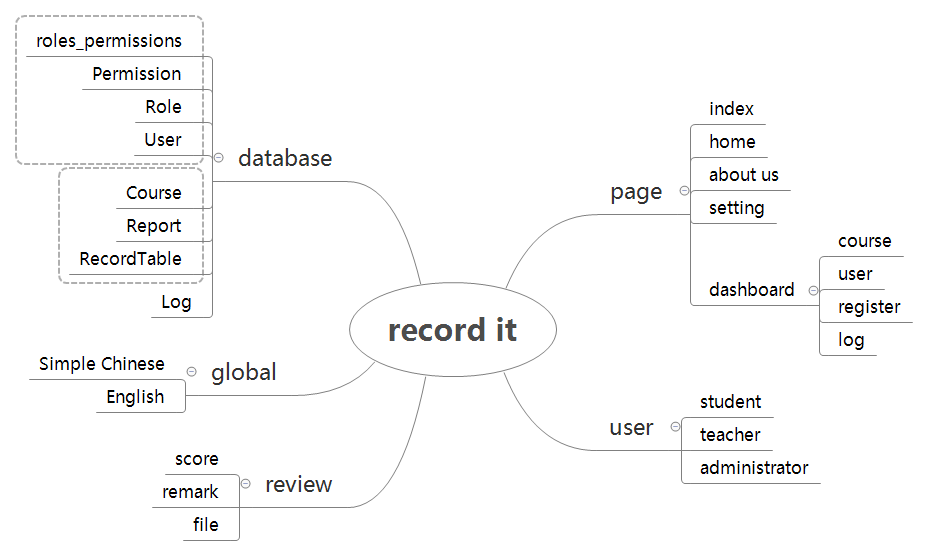 record it
database
roles_permissions
Permission
Role
User
Course
Report
RecordTable
Log
global
Simple Chinese
English
review
score
remark
file
page
index
home
about us
setting
dashboard
course
user
register
log
user
student
teacher
administrator